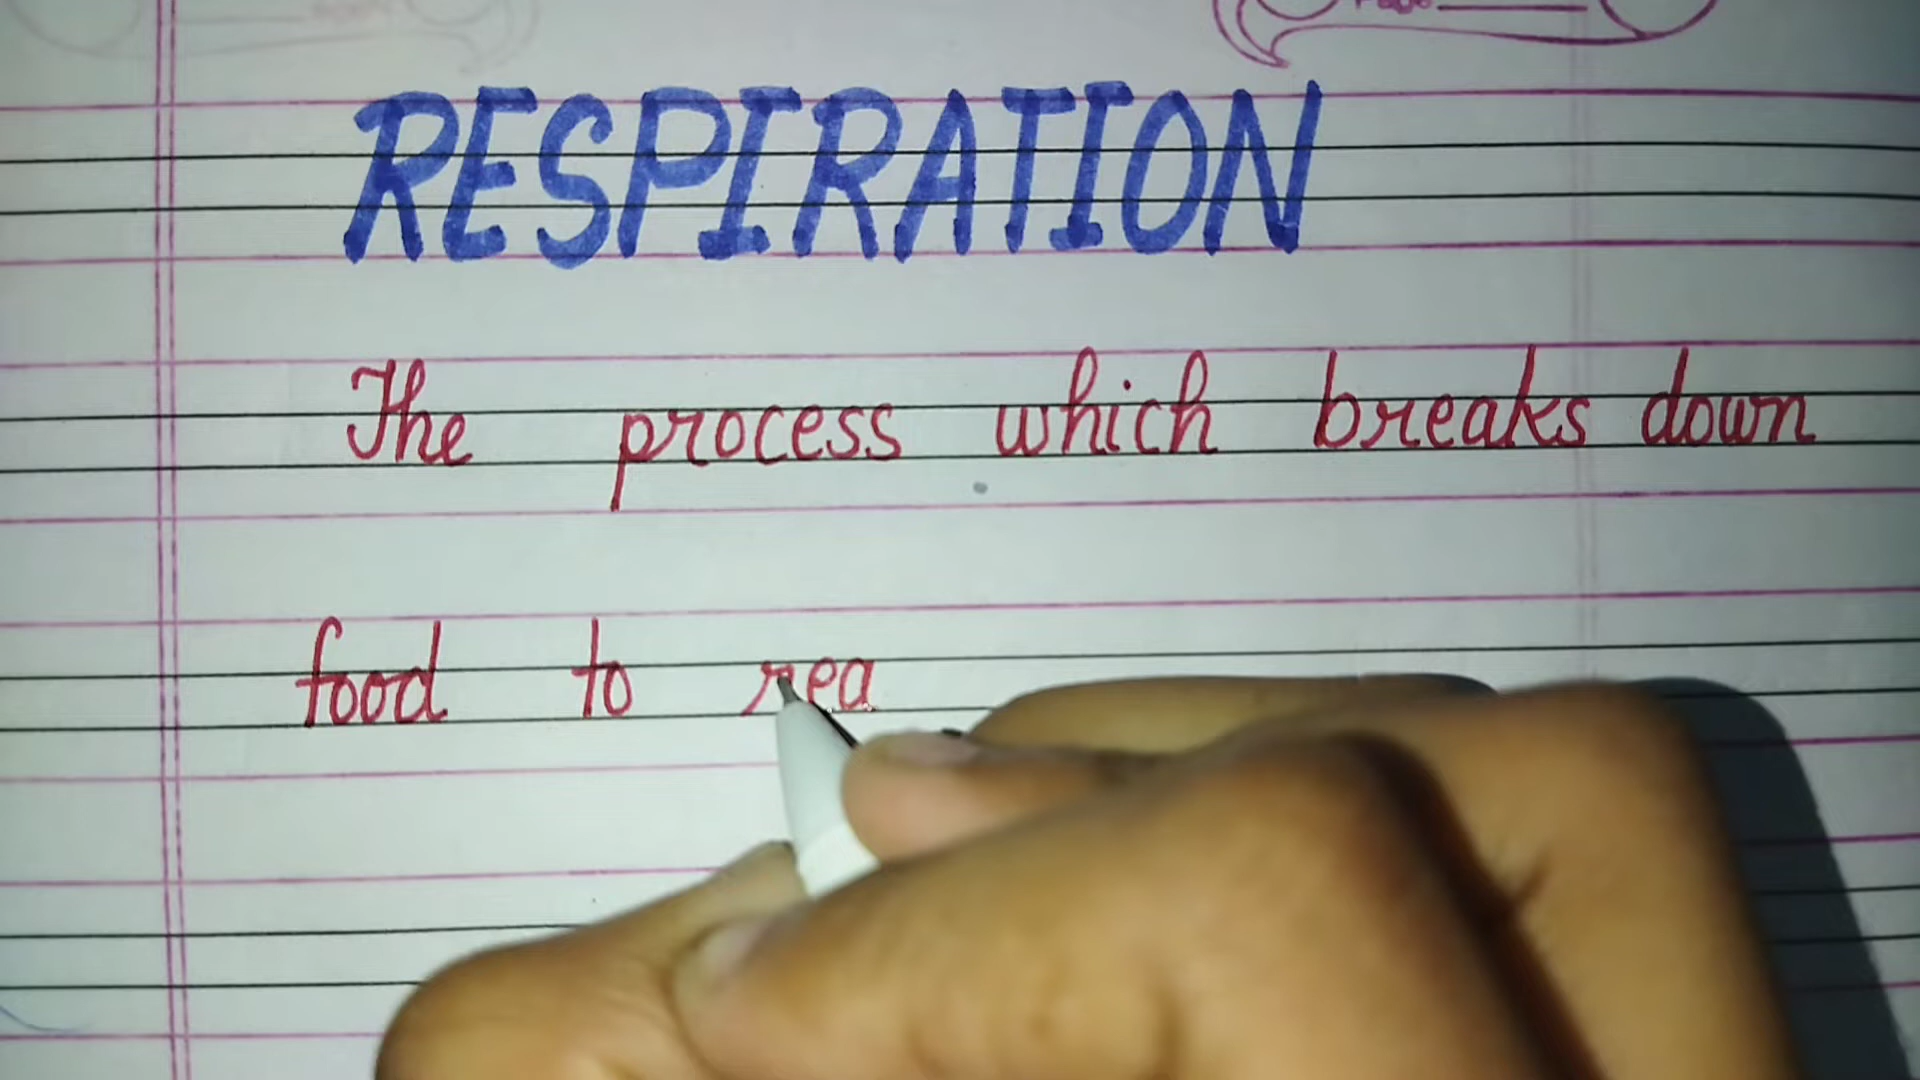 RESPIRATION
The process which breaks down
food to rea